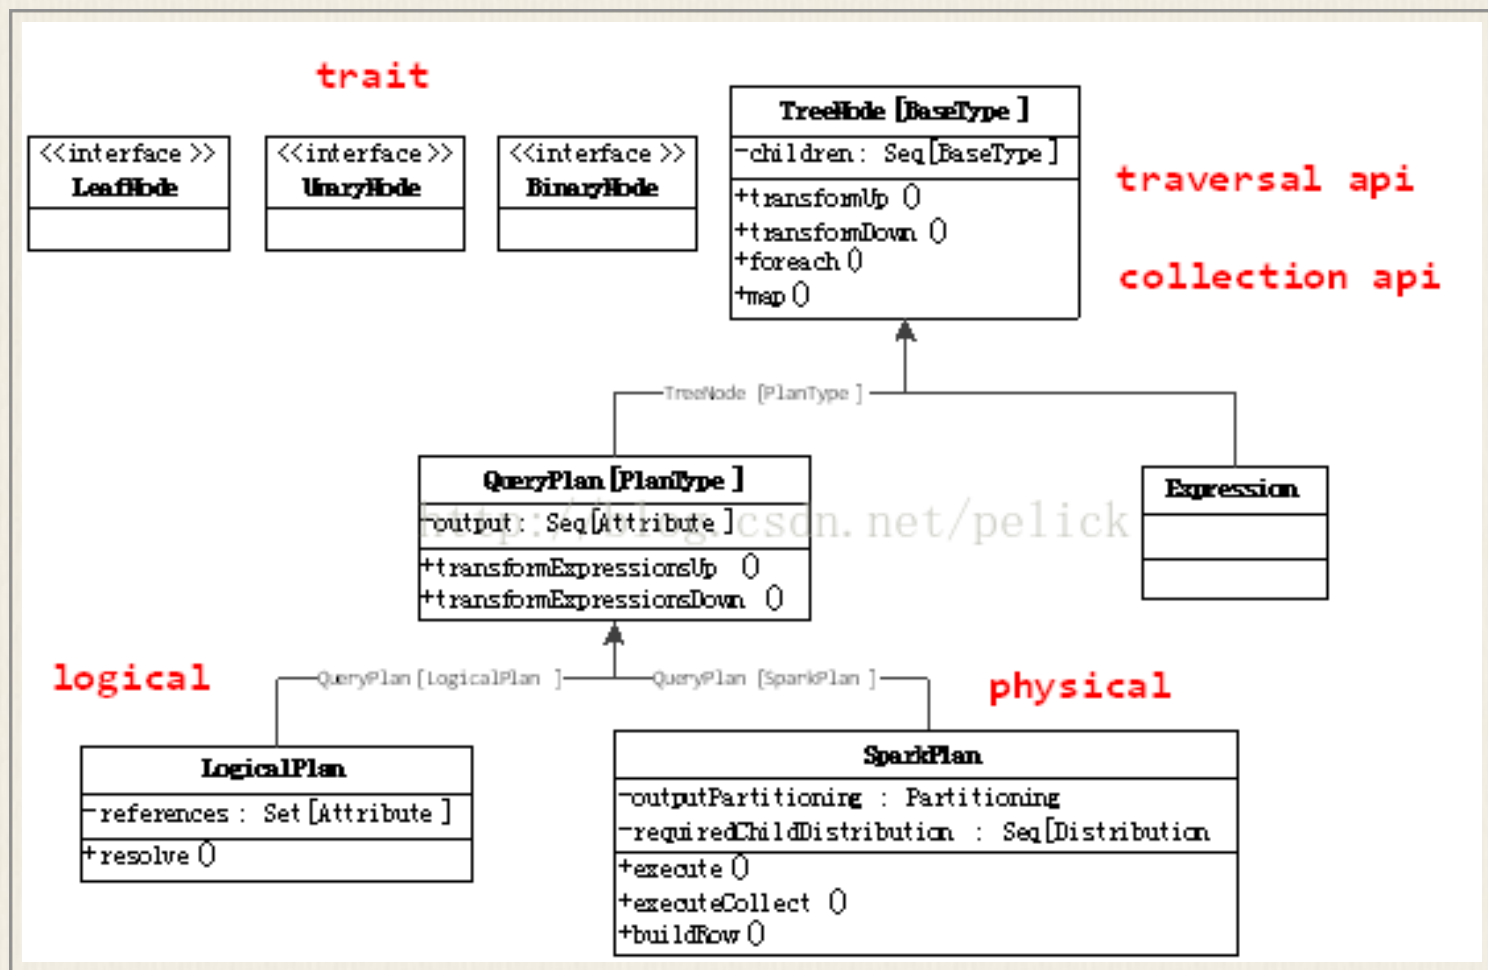 trait
<<interface >>
LeafNode
<<interface >>
UnaryNode
<<interface >>
BinaryNode
TreeNode [BaseType ]
-children : Seq[BaseType ]
+transformUp ()
+transformDown ()
+foreach ()
+map ()
traversal api
collection api
TreeNode [PlanType ]
QueryPlan [PlanType ]
-output : Seq[Attribute ]
+transformExpressionsUp ()
+transformExpressionsDown ()
Expression
http://blog.csdn.net/pelick
logical
QueryPlan [LogicalPlan ]
QueryPlan [SparkPlan ]
physical
LogicalPlan
-references : Set [Attribute ]
+resolve ()
SparkPlan
-outputPartitioning : Partitioning
-requiredChildDistribution : Seq[Distribution
+execute ()
+executeCollect ()
+buildRow ()